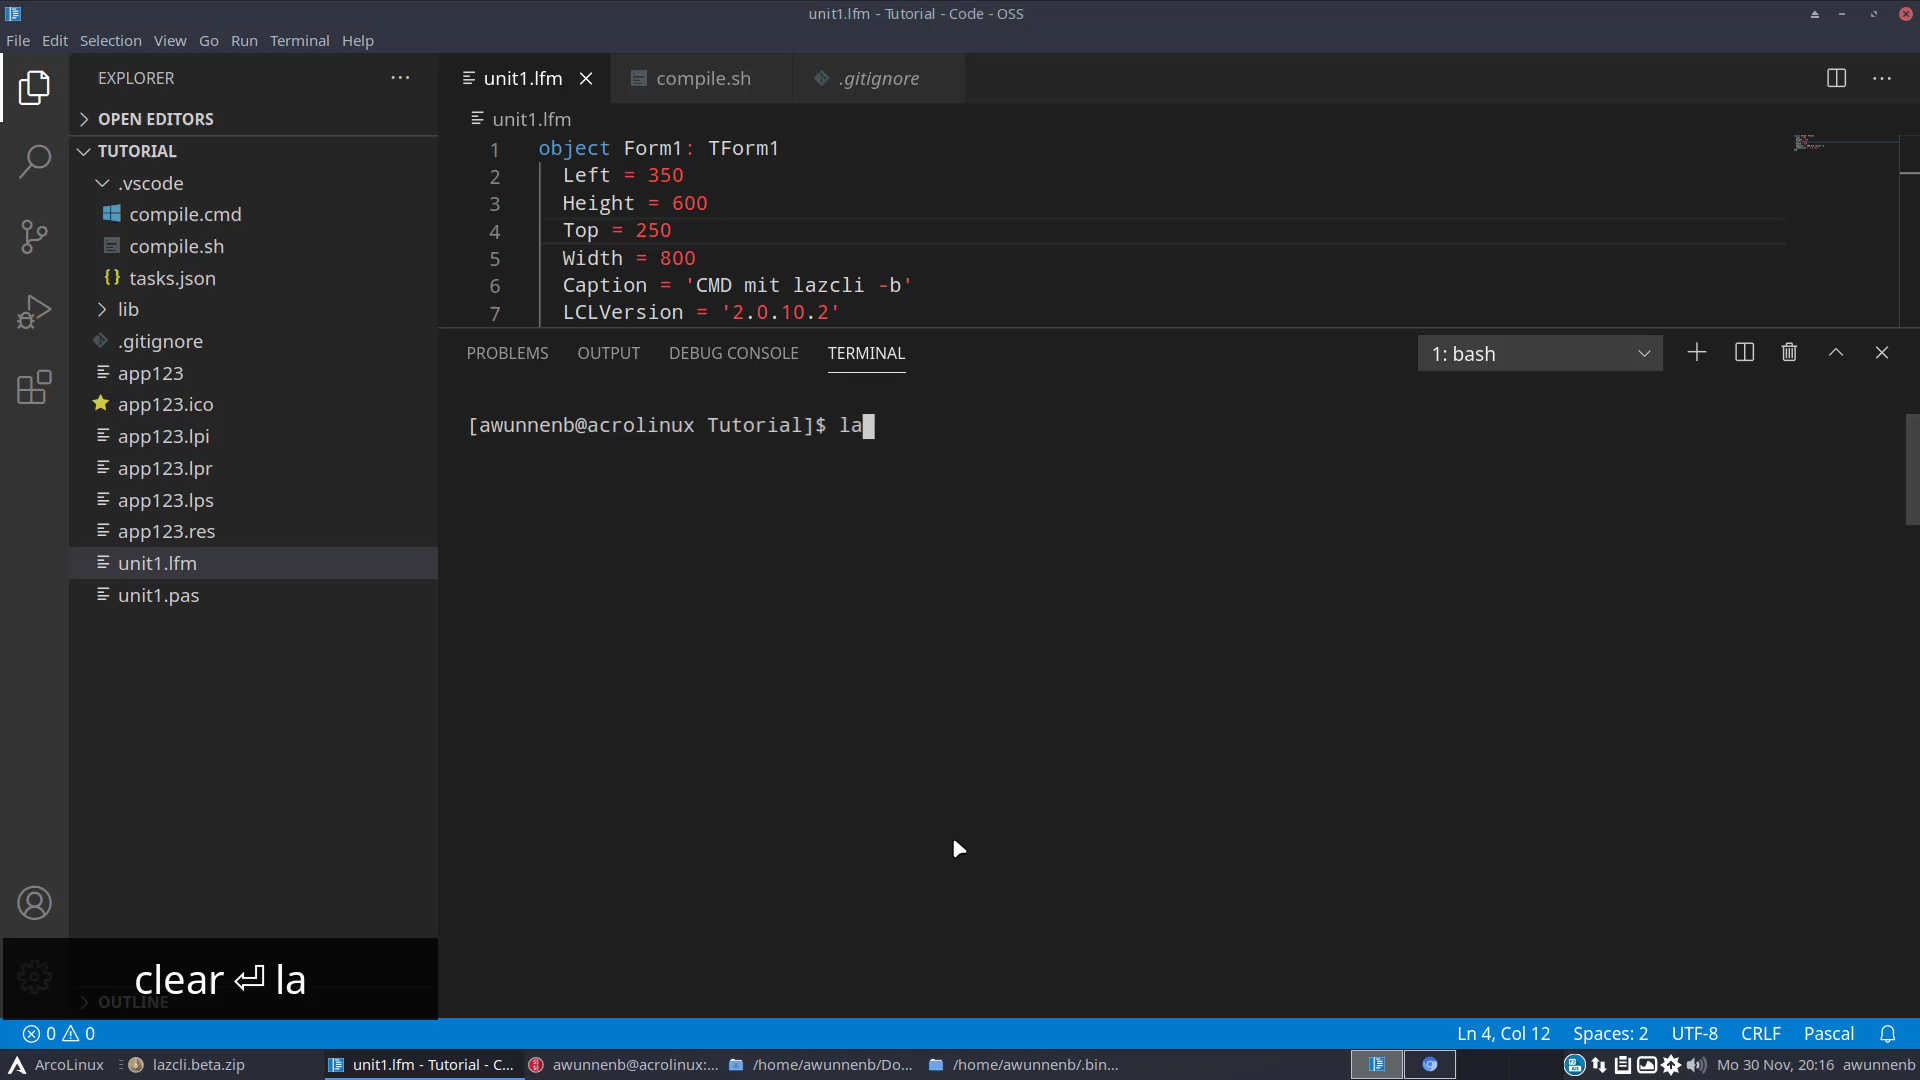 unit1.lfm - Tutorial - Code - OSS
File Edit Selection View Go Run Terminal Help
EXPLORER
OPEN EDITORS
TUTORIAL
.vscode
compile.cmd
compile.sh
tasks.json
lib
.gitignore
app123
app123.ico
app123.lpi
app123.lpr
app123.lps
app123.res
unit1.lfm
unit1.pas
OUTLINE
unit1.lfm compile.sh .gitignore
unit1.lfm
1 object Form1: TForm1
2 Left = 350
3 Height = 600
4 Top = 250
5 Width = 800
6 Caption = 'CMD mit lazcli -b'
7 LCLVersion = '2.0.10.2'
PROBLEMS OUTPUT DEBUG CONSOLE TERMINAL 1: bash
[awunnenb@acrolinux Tutorial]$ la
clear ⏎ la
0 0 Ln 4, Col 12 Spaces: 2 UTF-8 CRLF Pascal
ArcoLinux lazcli.beta.zip unit1.lfm - Tutorial - C... awunnenb@acrolinux:... /home/awunnenb/Do... /home/awunnenb/.bin... Mo 30 Nov, 20:16 awunnenb